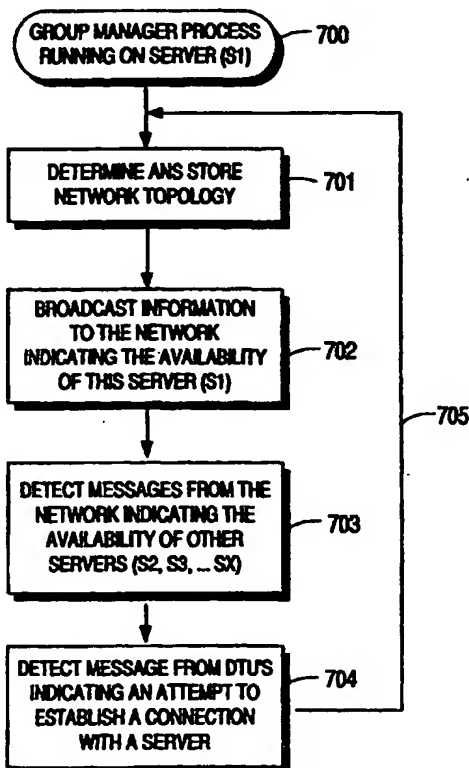 GROUP MANAGER PROCESS
RUNNING ON SERVER (S1)
700
DETERMINE ANS STORE
NETWORK TOPOLOGY
701
BROADCAST INFORMATION
TO THE NETWORK
INDICATING THE AVAILABILITY
OF THIS SERVER (S1)
702
705
DETECT MESSAGES FROM THE
NETWORK INDICATING THE
AVAILABILITY OF OTHER
SERVERS (S2, S3, ... SX)
703
DETECT MESSAGE FROM DTU'S
INDICATING AN ATTEMPT TO
ESTABLISH A CONNECTION
WITH A SERVER
704